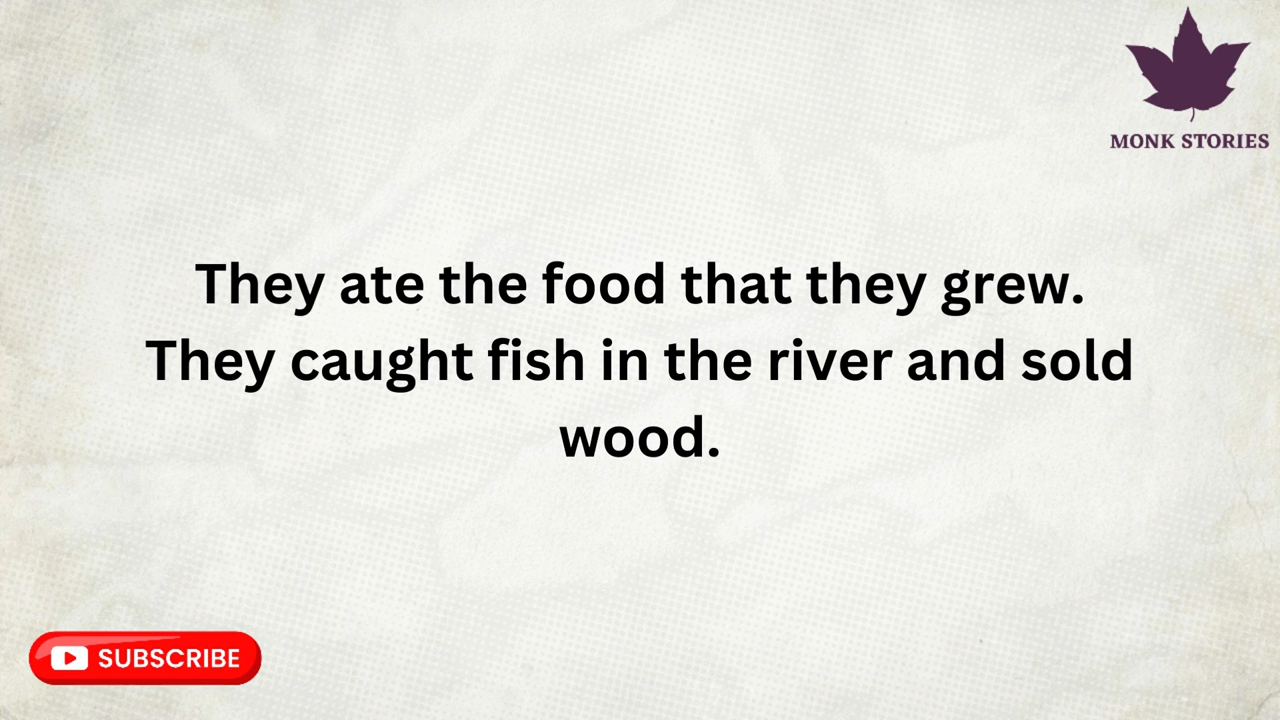 MONK STORIES
They ate the food that they grew.
They caught fish in the river and sold
wood.
SUBSCRIBE